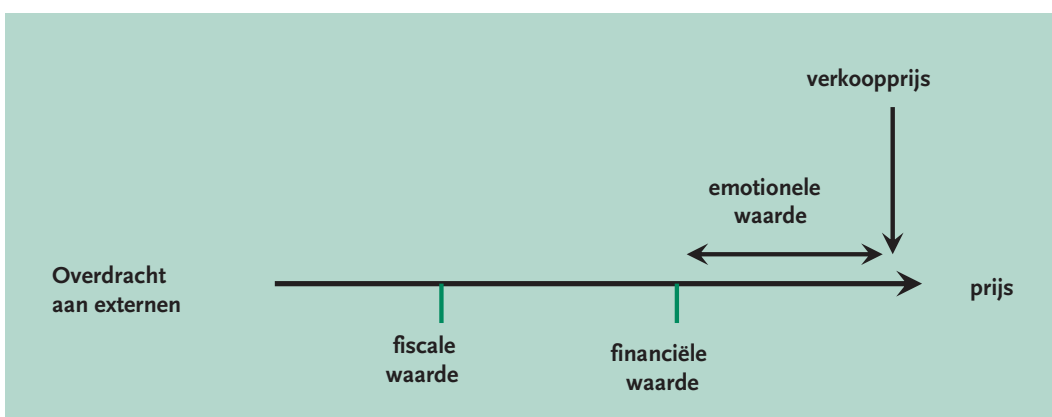 verkoopprijs
emotionele
waarde
Overdracht
aan externen
prijs
fiscale
waarde
financiële
waarde